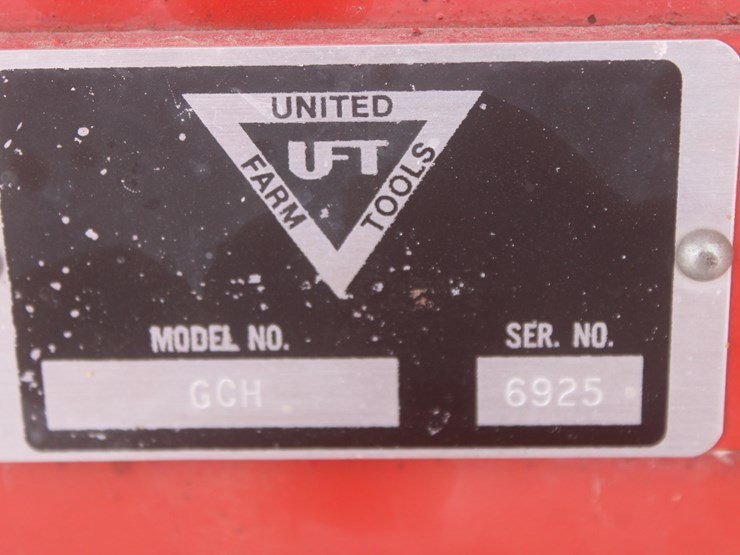 UNITED
UFT
FARM
TOOLS
MODEL NO.
SER. NO.
GCH
6925